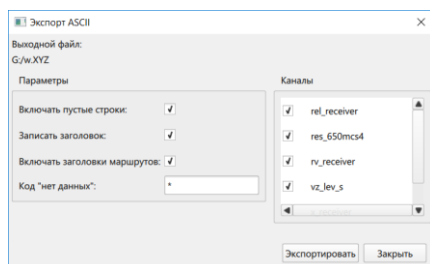 Экспорт ASCII
Выходной файл:
G:/w.XYZ
Параметры
Включать пустые строки:
Записать заголовок:
Включать заголовки маршрутов:
Код "нет данных": *
Каналы
rel_receiver
res_650mcs4
rv_receiver
vz_lev_s
Экспортировать Закрыть